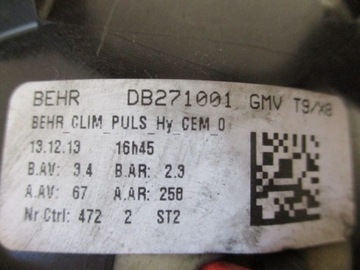 BEHR DB271001 GMV T9/X8
BEHR_CLIM_PULS_Hy_CEM_0
13.12.13 16h45
B.AV: 3.4 B.AR: 2.3
A.AV: 67 A.AR: 258
Nr Ctrl: 472 2 ST2